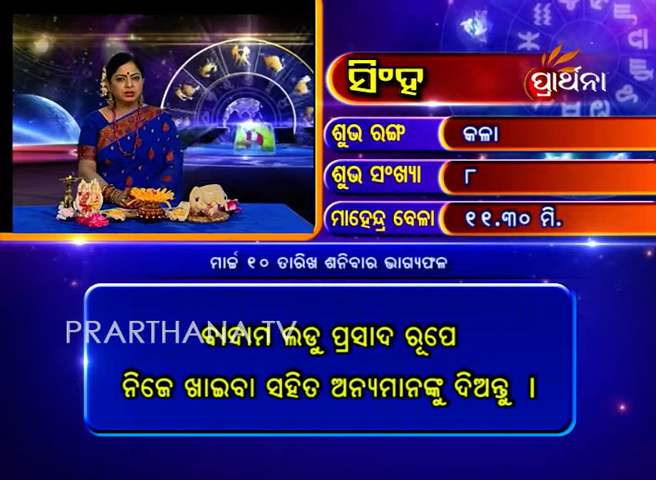 ସିଂହ
ପ୍ରାର୍ଥନା
ଶୁଭ ରଙ୍ଗ
କଳା
ଶୁଭ ସଂଖ୍ୟା
୮
ମାହେନ୍ଦ୍ର ବେଳା
୧୧.୩୦ ମି.
ମାର୍ଚ୍ଚ ୧୦ ତାରିଖ ଶନିବାର ଭାଗ୍ୟଫଳ
PRARTHANA TV
ବାଦାମ ଲଡୁ ପ୍ରସାଦ ରୂପେ
ନିଜେ ଖାଇବା ସହିତ ଅନ୍ୟମାନଙ୍କୁ ଦିଅନ୍ତୁ ।